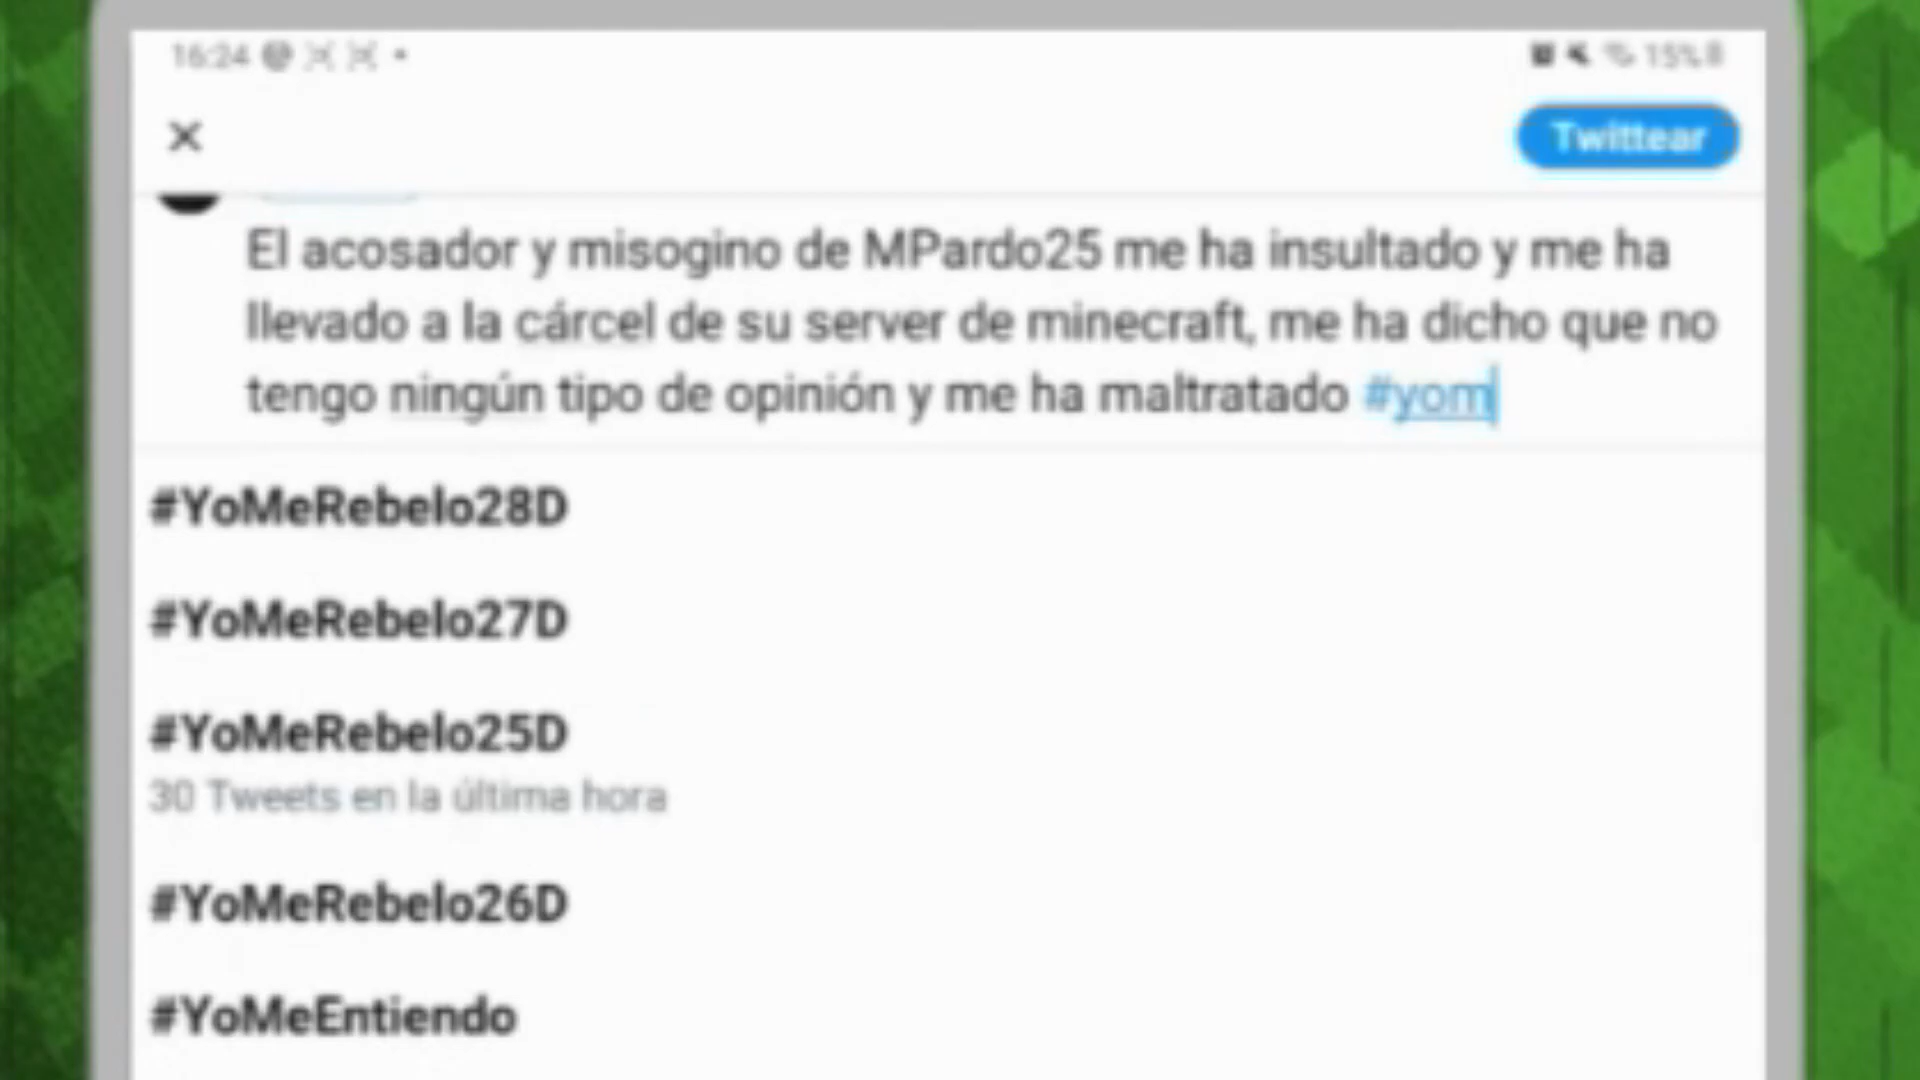 16:24
15%
Twittear
El acosador y misogino de MPardo25 me ha insultado y me ha
llevado a la cárcel de su server de minecraft, me ha dicho que no
tengo ningún tipo de opinión y me ha maltratado #yom
#YoMeRebelo28D
#YoMeRebelo27D
#YoMeRebelo25D
30 Tweets en la última hora
#YoMeRebelo26D
#YoMeEntiendo